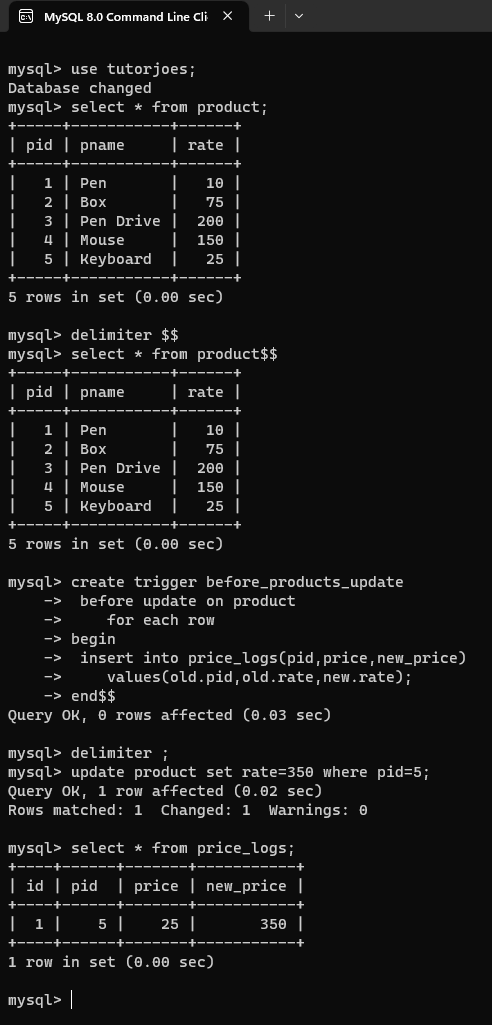 MySQL 8.0 Command Line Cli
mysql> use tutorjoes;
Database changed
mysql> select * from product;
+-----+-----------+------+
| pid | pname     | rate |
+-----+-----------+------+
|   1 | Pen       |   10 |
|   2 | Box       |   75 |
|   3 | Pen Drive |  200 |
|   4 | Mouse     |  150 |
|   5 | Keyboard  |   25 |
+-----+-----------+------+
5 rows in set (0.00 sec)
mysql> delimiter $$
mysql> select * from product$$
+-----+-----------+------+
| pid | pname     | rate |
+-----+-----------+------+
|   1 | Pen       |   10 |
|   2 | Box       |   75 |
|   3 | Pen Drive |  200 |
|   4 | Mouse     |  150 |
|   5 | Keyboard  |   25 |
+-----+-----------+------+
5 rows in set (0.00 sec)
mysql> create trigger before_products_update
    ->  before update on product
    ->     for each row
    -> begin
    ->  insert into price_logs(pid,price,new_price)
    ->     values(old.pid,old.rate,new.rate);
    -> end$$
Query OK, 0 rows affected (0.03 sec)
mysql> delimiter ;
mysql> update product set rate=350 where pid=5;
Query OK, 1 row affected (0.02 sec)
Rows matched: 1  Changed: 1  Warnings: 0
mysql> select * from price_logs;
+----+------+-------+-----------+
| id | pid  | price | new_price |
+----+------+-------+-----------+
|  1 |    5 |    25 |       350 |
+----+------+-------+-----------+
1 row in set (0.00 sec)
mysql>